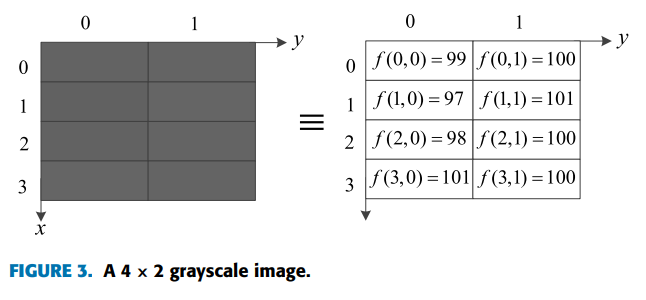 0 1
y
0
1
2
3
x
≡
0 1
y
0 f(0,0) = 99 f(0,1) = 100
1 f(1,0) = 97 f(1,1) = 101
2 f(2,0) = 98 f(2,1) = 100
3 f(3,0) = 101 f(3,1) = 100
FIGURE 3. A 4 × 2 grayscale image.